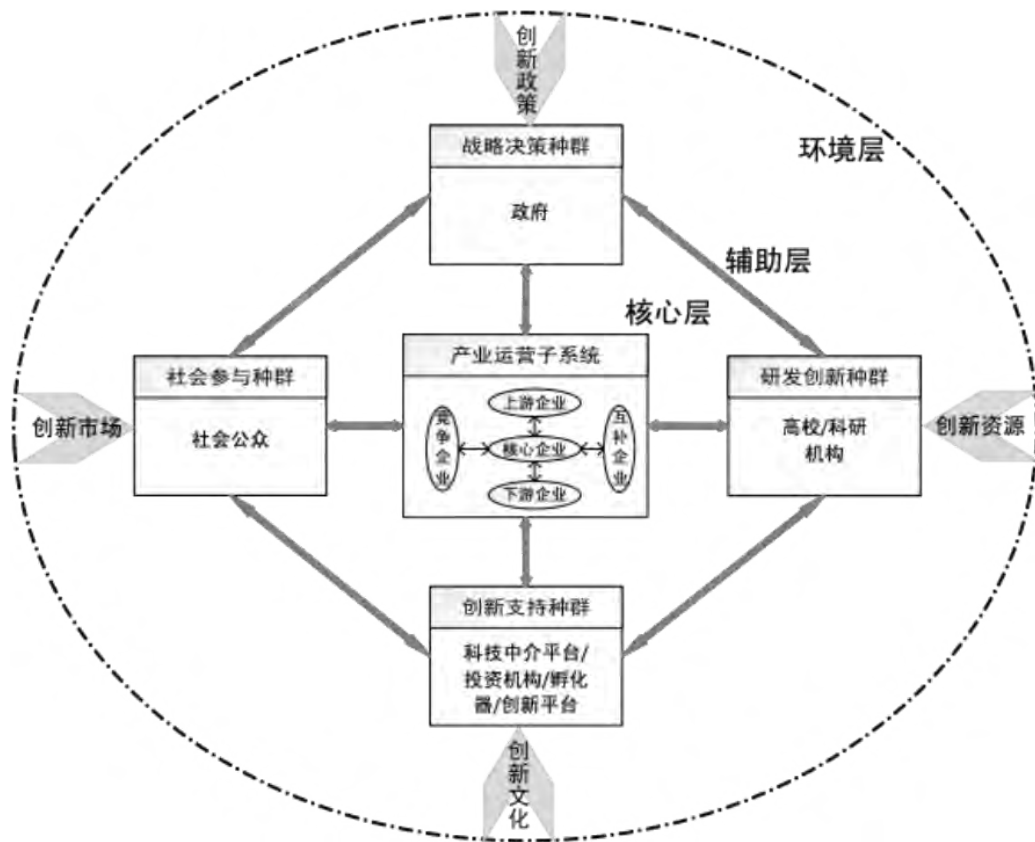 创新政策
战略决策种群
政府
环境层
辅助层
核心层
社会参与种群
社会公众
创新市场
产业运营子系统
上游企业
竞争企业
核心企业
互补企业
下游企业
研发创新种群
高校/科研
机构
创新资源
创新支持种群
科技中介平台/
投资机构/孵化
器/创新平台
创新文化